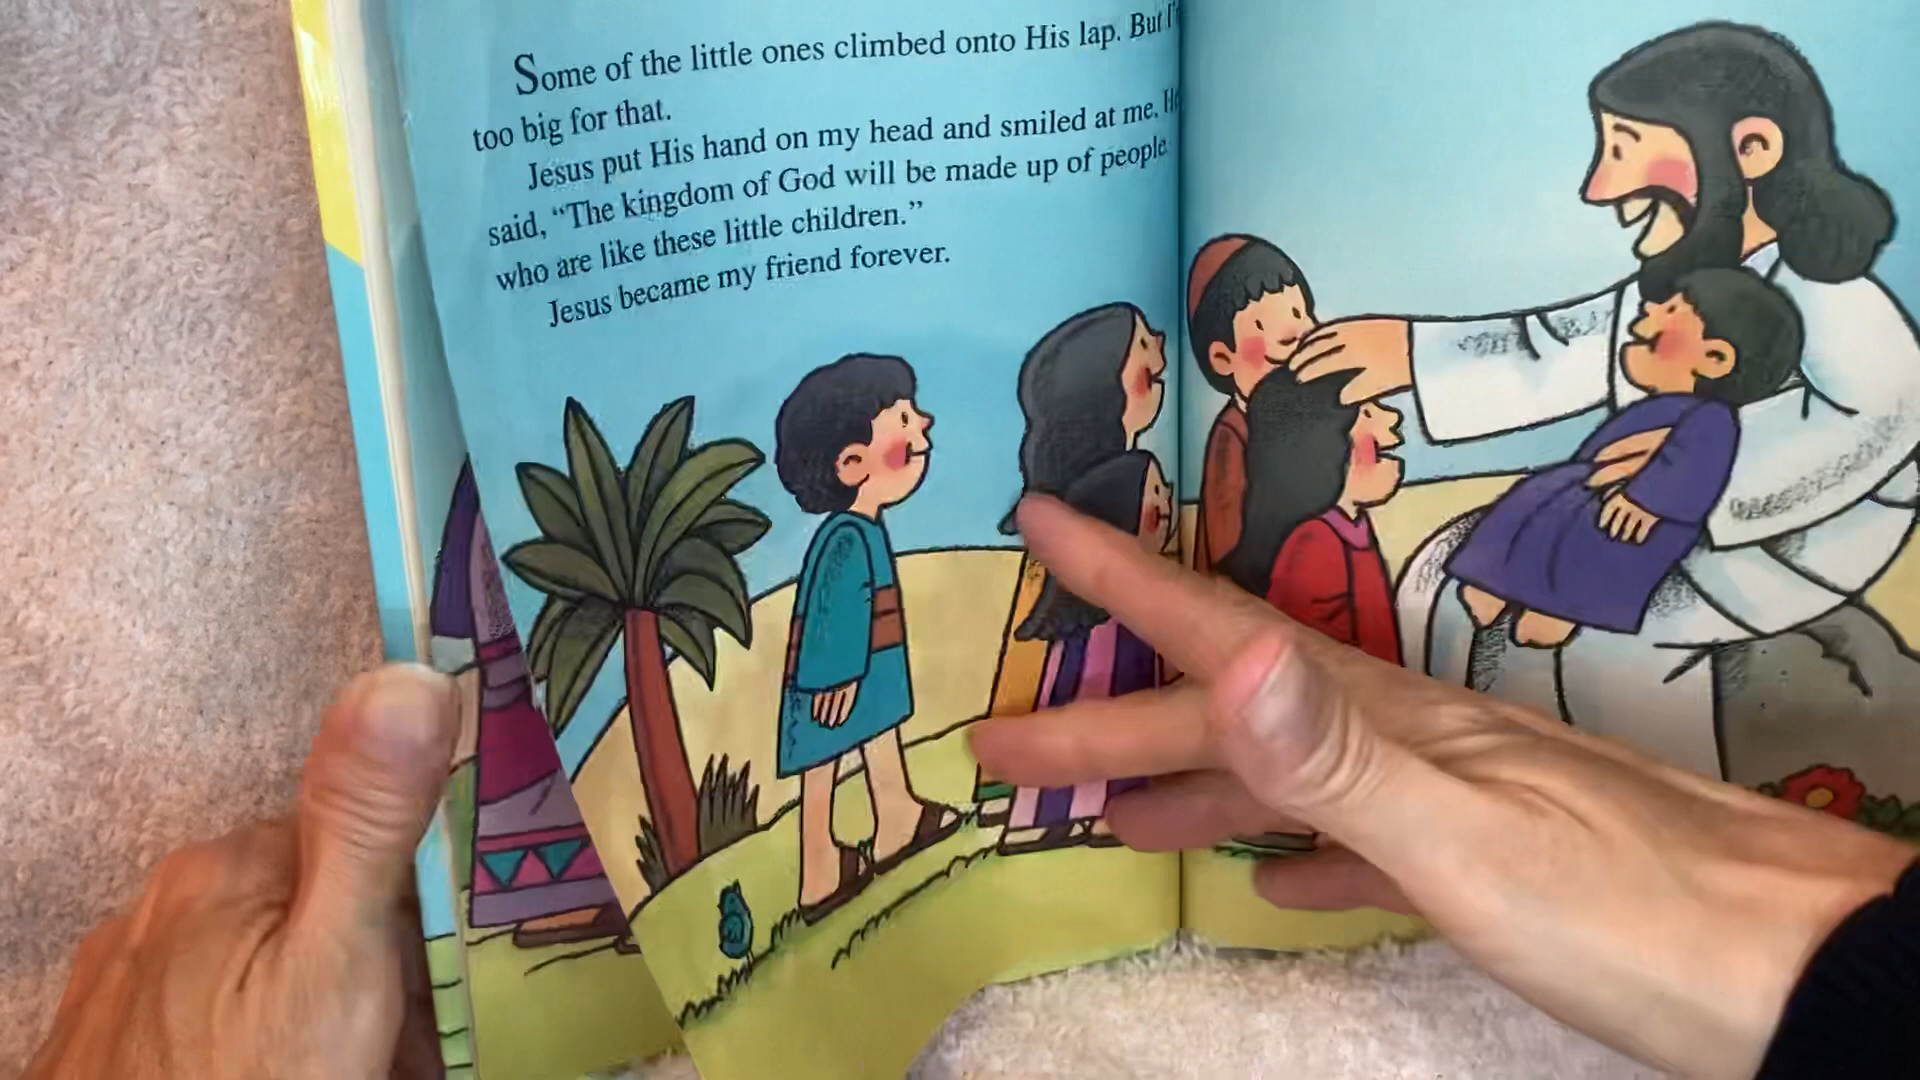 Some of the little ones climbed onto His lap. But
too big for that.
Jesus put His hand on my head and smiled at me.
said, “The kingdom of God will be made up of people
who are like these little children.”
Jesus became my friend forever.